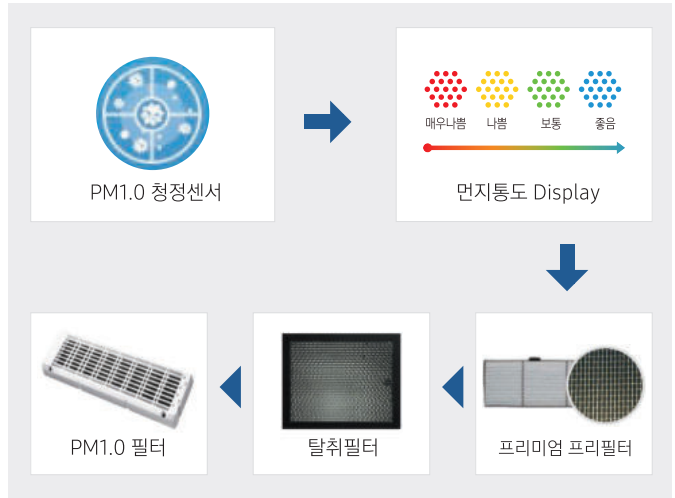 PM1.0 청정센서
매우나쁨 나쁨 보통 좋음
먼지통도 Display
PM1.0 필터
탈취필터
프리미엄 프리필터